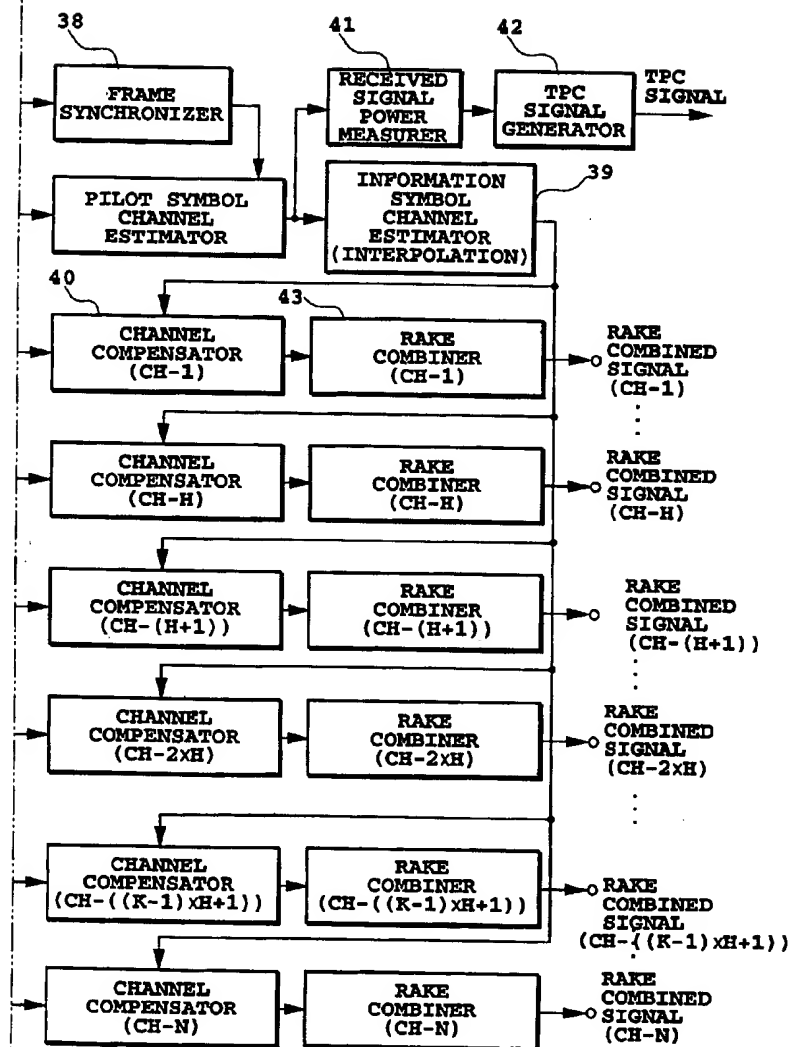 38
FRAME
SYNCHRONIZER
41
RECEIVED
SIGNAL
POWER
MEASURER
42
TPC
SIGNAL
GENERATOR
TPC
SIGNAL
PILOT SYMBOL
CHANNEL
ESTIMATOR
INFORMATION
SYMBOL
CHANNEL
ESTIMATOR
(INTERPOLATION)
39
40
CHANNEL
COMPENSATOR
(CH-1)
43
RAKE
COMBINER
(CH-1)
RAKE
COMBINED
SIGNAL
(CH-1)
CHANNEL
COMPENSATOR
(CH-H)
RAKE
COMBINER
(CH-H)
RAKE
COMBINED
SIGNAL
(CH-H)
CHANNEL
COMPENSATOR
(CH-(H+1))
RAKE
COMBINER
(CH-(H+1))
RAKE
COMBINED
SIGNAL
(CH-(H+1))
CHANNEL
COMPENSATOR
(CH-2xH)
RAKE
COMBINER
(CH-2xH)
RAKE
COMBINED
SIGNAL
(CH-2xH)
CHANNEL
COMPENSATOR
(CH-((K-1)xH+1))
RAKE
COMBINER
(CH-((K-1)xH+1))
RAKE
COMBINED
SIGNAL
(CH-((K-1)xH+1))
CHANNEL
COMPENSATOR
(CH-N)
RAKE
COMBINER
(CH-N)
RAKE
COMBINED
SIGNAL
(CH-N)